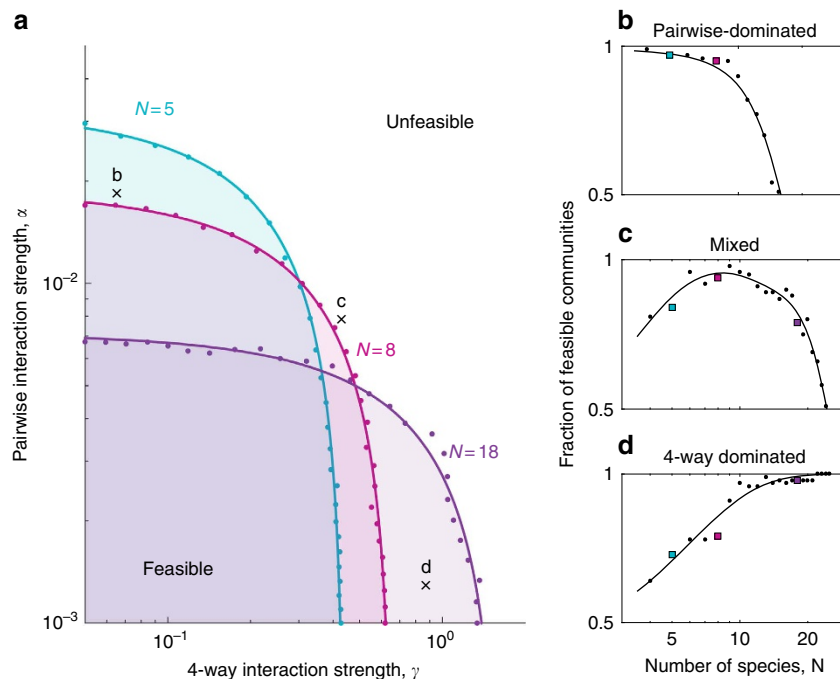 a
Pairwise interaction strength, α
10⁻²
10⁻³
N=5
Unfeasible
b
×
c
×
N=8
N=18
d
×
Feasible
10⁻¹
10⁰
4-way interaction strength, γ
b
Pairwise-dominated
1
0.5
c
Mixed
1
0.5
Fraction of feasible communities
d
4-way dominated
1
0.5
5
10
20
Number of species, N